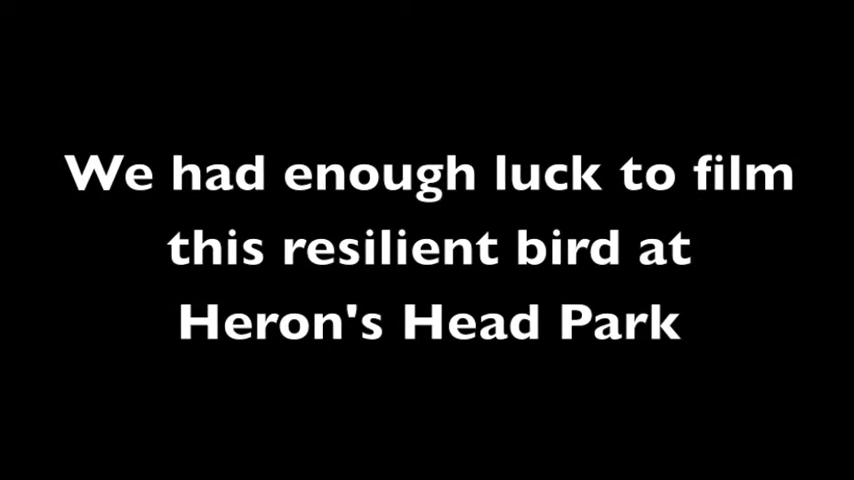 We had enough luck to film
this resilient bird at
Heron's Head Park